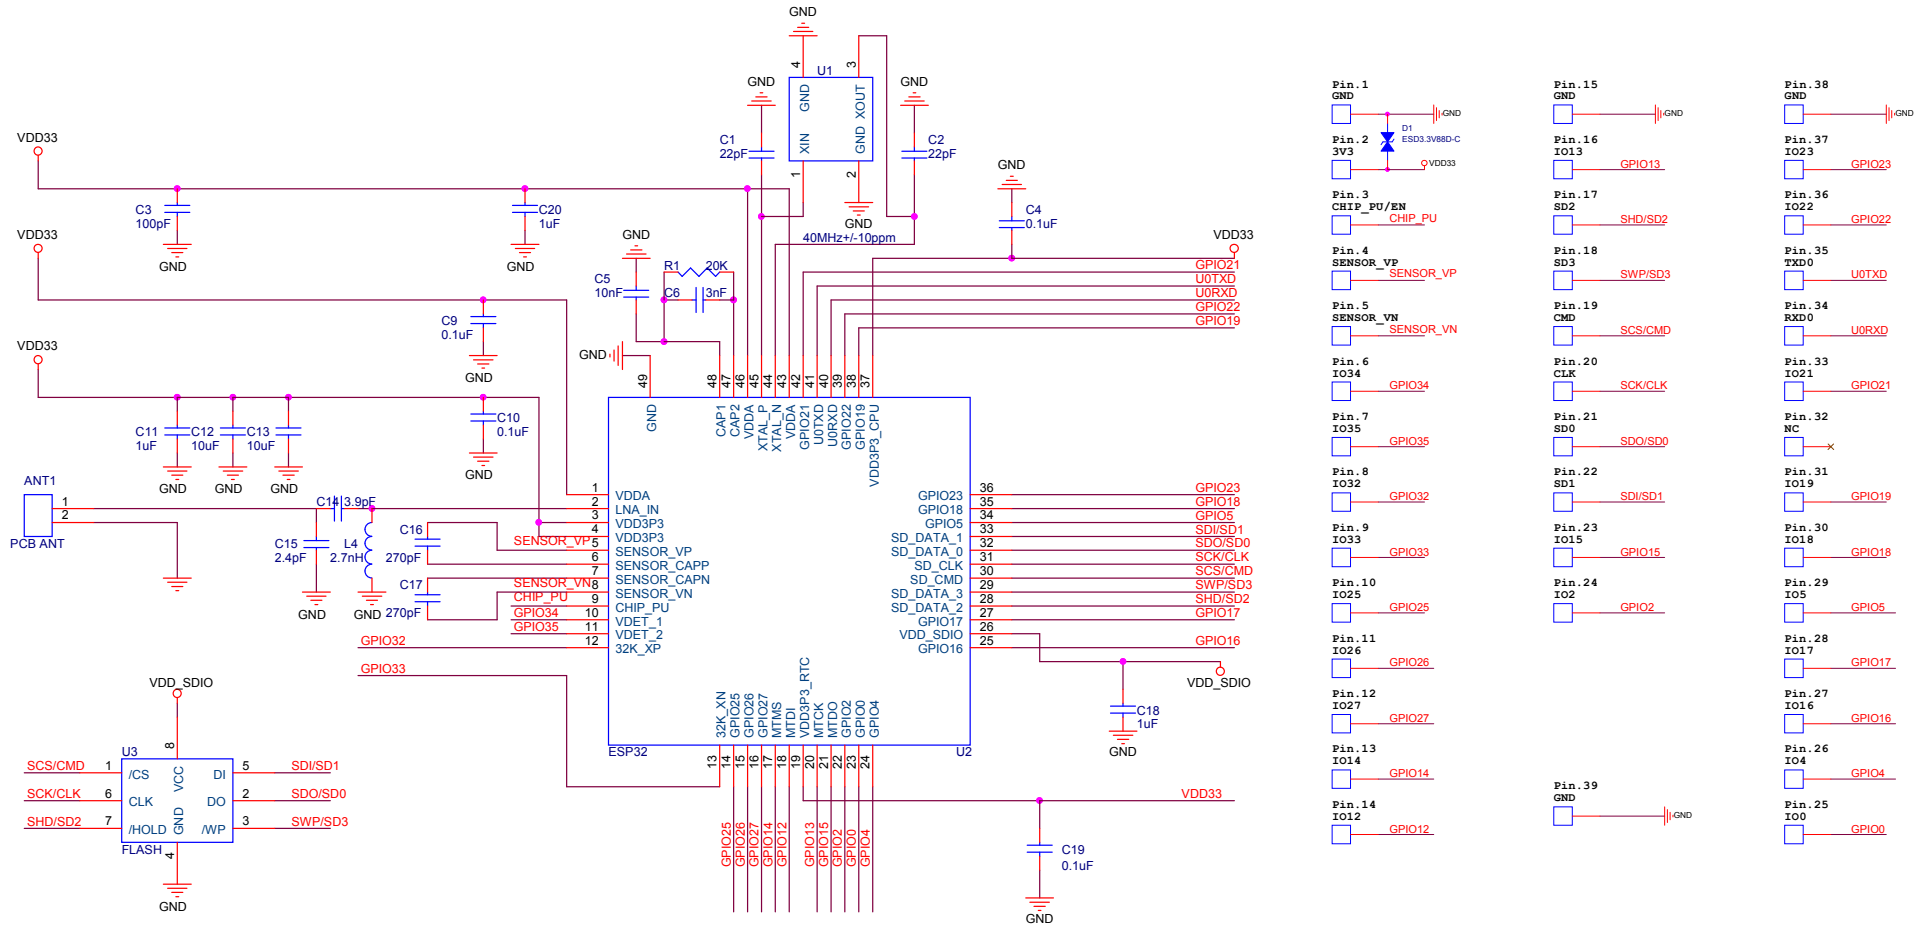 GND
U1
4
3
GND
XOUT
XIN
GND
1
2
GND
40MHz+/-10ppm
GND
C1
22pF
GND
C2
22pF
VDD33
C3
100pF
GND
C20
1uF
GND
VDD33
C9
0.1uF
GND
VDD33
C11
1uF
GND
C12
10uF
GND
C13
10uF
GND
C10
0.1uF
GND
GND
C5
10nF
R1
20K
C6
3nF
GND
GND
C4
0.1uF
VDD33
GPIO21
U0TXD
U0RXD
GPIO22
GPIO19
ANT1
1
2
PCB ANT
C14
3.9pF
C15
2.4pF
GND
L4
2.7nH
GND
C16
270pF
C17
270pF
SENSOR_VP
SENSOR_VN
CHIP_PU
GPIO34
GPIO35
GPIO32
GPIO33
49
GND
48
CAP1
47
CAP2
46
VDDA
45
XTAL_P
44
XTAL_N
43
VDDA
42
GPIO21
41
U0TXD
40
U0RXD
39
GPIO22
38
GPIO19
37
VDD3P3_CPU
1
VDDA
2
LNA_IN
3
VDD3P3
4
VDD3P3
5
SENSOR_VP
6
SENSOR_CAPP
7
SENSOR_CAPN
8
SENSOR_VN
9
CHIP_PU
10
VDET_1
11
VDET_2
12
32K_XP
GPIO23
36
GPIO23
GPIO18
35
GPIO18
GPIO5
34
GPIO5
SD_DATA_1
33
SDI/SD1
SD_DATA_0
32
SDO/SD0
SD_CLK
31
SCK/CLK
SD_CMD
30
SCS/CMD
SD_DATA_3
29
SWP/SD3
SD_DATA_2
28
SHD/SD2
GPIO17
27
GPIO17
VDD_SDIO
26
GPIO16
25
GPIO16
VDD_SDIO
C18
1uF
GND
32K_XN
13
GPIO25
14
GPIO26
15
GPIO27
16
MTMS
17
MTDI
18
VDD3P3_RTC
19
MTCK
20
MTDO
21
GPIO2
22
GPIO0
23
GPIO4
24
ESP32
U2
GPIO25
GPIO26
GPIO27
GPIO14
GPIO12
GPIO13
GPIO15
GPIO2
GPIO0
GPIO4
VDD33
C19
0.1uF
GND
VDD_SDIO
U3
8
SCS/CMD
1
/CS
VCC
DI
5
SDI/SD1
SCK/CLK
6
CLK
DO
2
SDO/SD0
SHD/SD2
7
/HOLD
GND
/WP
3
SWP/SD3
FLASH
4
GND
Pin.1
GND
GND
D1
ESD3.3V88D-C
Pin.2
3V3
VDD33
Pin.3
CHIP_PU/EN
CHIP_PU
Pin.4
SENSOR_VP
SENSOR_VP
Pin.5
SENSOR_VN
SENSOR_VN
Pin.6
IO34
GPIO34
Pin.7
IO35
GPIO35
Pin.8
IO32
GPIO32
Pin.9
IO33
GPIO33
Pin.10
IO25
GPIO25
Pin.11
IO26
GPIO26
Pin.12
IO27
GPIO27
Pin.13
IO14
GPIO14
Pin.14
IO12
GPIO12
Pin.15
GND
GND
Pin.16
IO13
GPIO13
Pin.17
SD2
SHD/SD2
Pin.18
SD3
SWP/SD3
Pin.19
CMD
SCS/CMD
Pin.20
CLK
SCK/CLK
Pin.21
SD0
SDO/SD0
Pin.22
SD1
SDI/SD1
Pin.23
IO15
GPIO15
Pin.24
IO2
GPIO2
Pin.39
GND
GND
Pin.38
GND
GND
Pin.37
IO23
GPIO23
Pin.36
IO22
GPIO22
Pin.35
TXD0
U0TXD
Pin.34
RXD0
U0RXD
Pin.33
IO21
GPIO21
Pin.32
NC
Pin.31
IO19
GPIO19
Pin.30
IO18
GPIO18
Pin.29
IO5
GPIO5
Pin.28
IO17
GPIO17
Pin.27
IO16
GPIO16
Pin.26
IO4
GPIO4
Pin.25
IO0
GPIO0